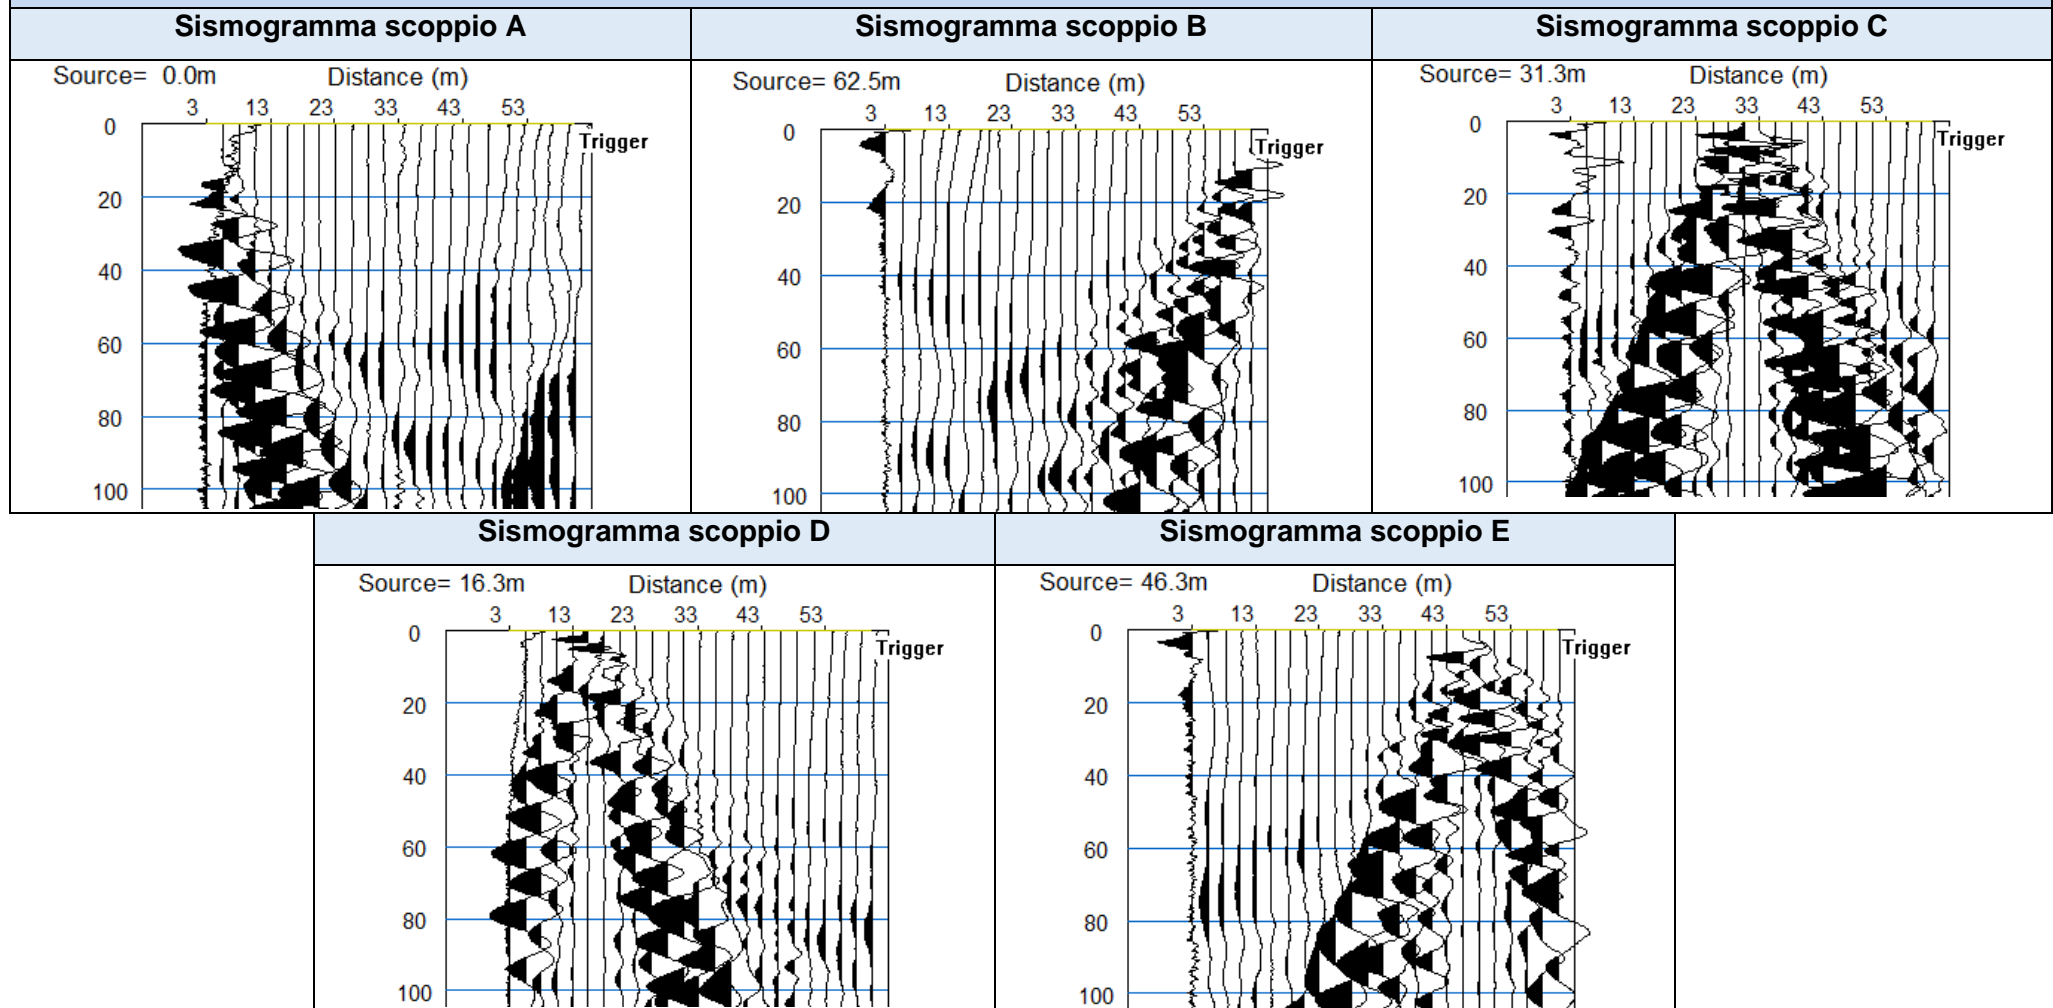 Sismogramma scoppio A
Sismogramma scoppio B
Sismogramma scoppio C
Source= 0.0m Distance (m)
3 13 23 33 43 53
0
Trigger
20
40
60
80
100
Source= 62.5m Distance (m)
3 13 23 33 43 53
0
Trigger
20
40
60
80
100
Source= 31.3m Distance (m)
3 13 23 33 43 53
0
Trigger
20
40
60
80
100
Sismogramma scoppio D
Sismogramma scoppio E
Source= 16.3m Distance (m)
3 13 23 33 43 53
0
Trigger
20
40
60
80
100
Source= 46.3m Distance (m)
3 13 23 33 43 53
0
Trigger
20
40
60
80
100